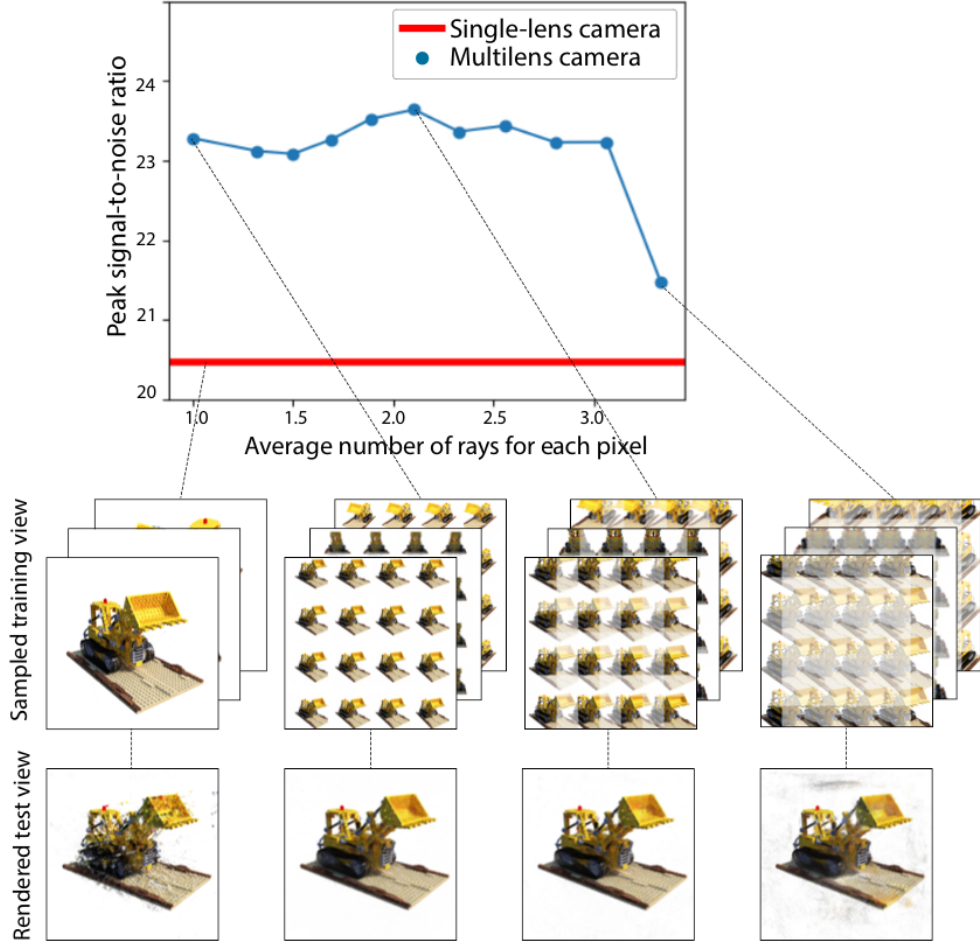 Single-lens camera
Multilens camera
Peak signal-to-noise ratio
24
23
22
21
20
1.0
1.5
2.0
2.5
3.0
Average number of rays for each pixel
Sampled training view
Rendered test view